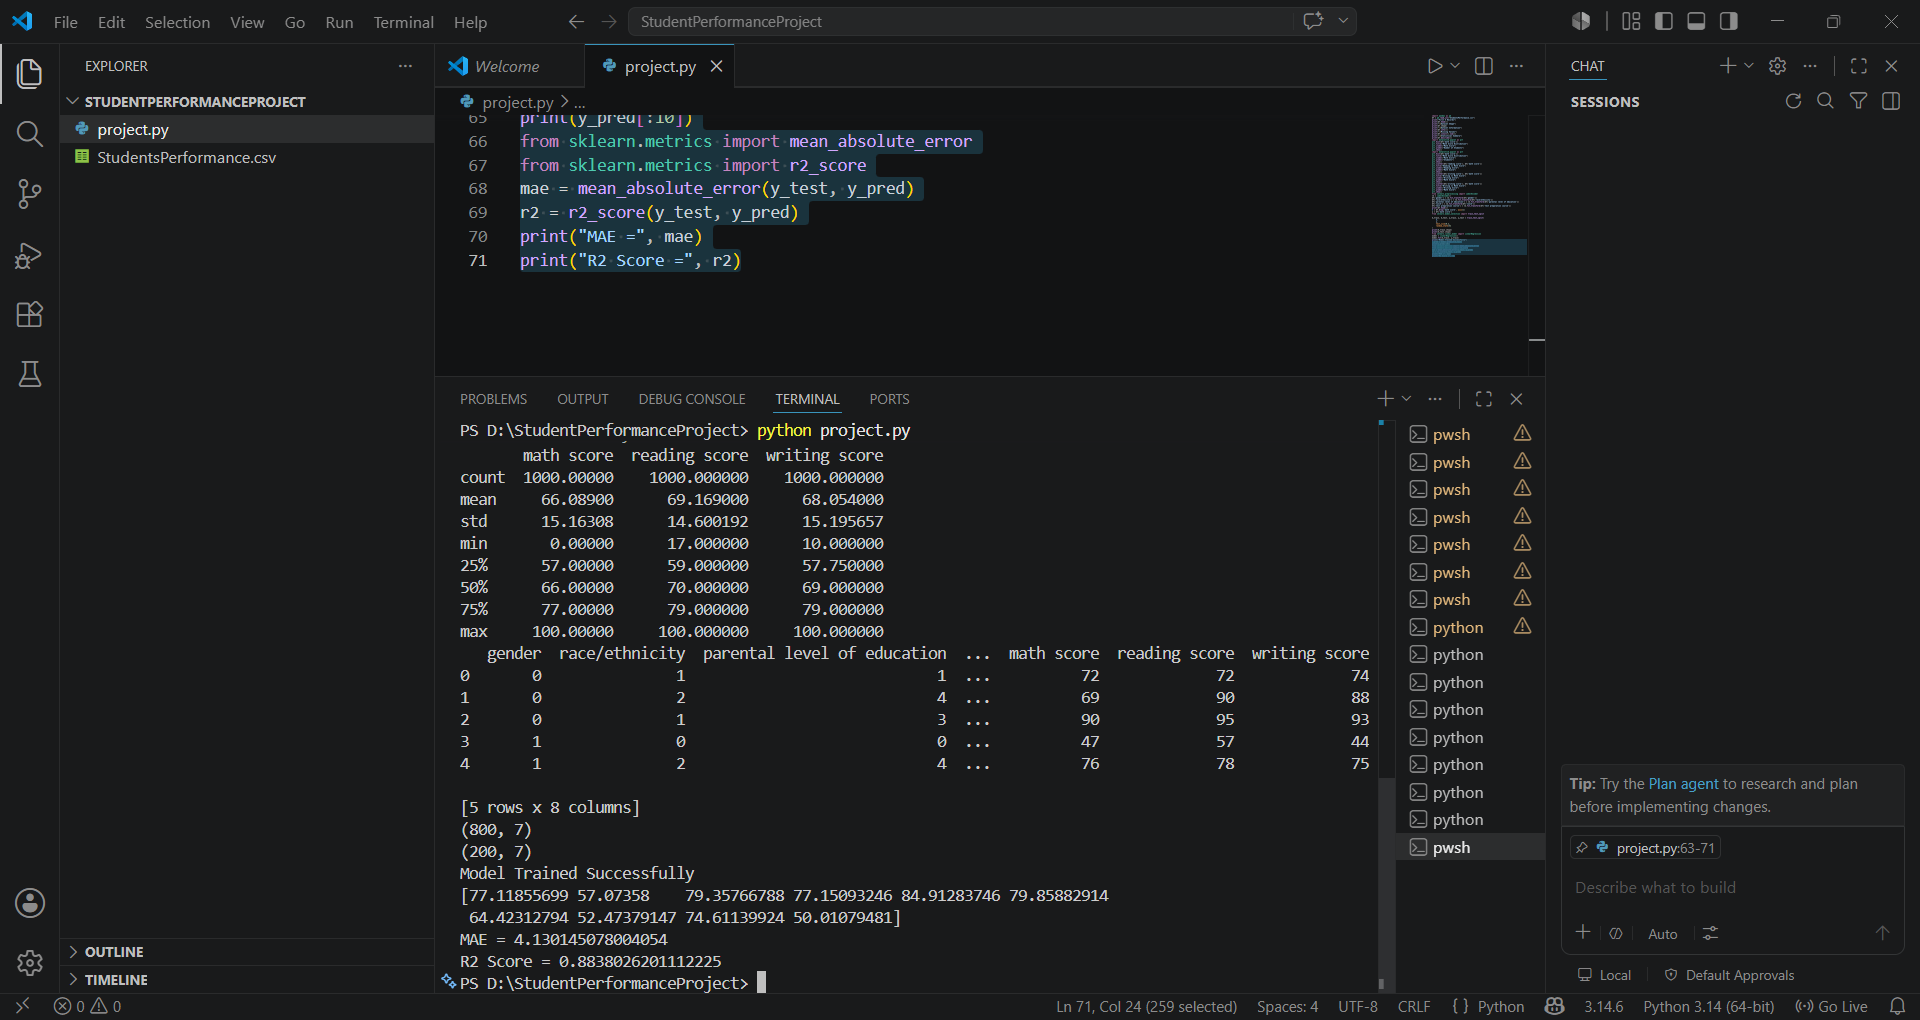 File Edit Selection View Go Run Terminal Help
StudentPerformanceProject
EXPLORER
STUDENTPERFORMANCEPROJECT
project.py
StudentsPerformance.csv
OUTLINE
TIMELINE
Welcome
project.py
project.py > ...
65 print(y_pred[:10])
66 from sklearn.metrics import mean_absolute_error
67 from sklearn.metrics import r2_score
68 mae = mean_absolute_error(y_test, y_pred)
69 r2 = r2_score(y_test, y_pred)
70 print("MAE =", mae)
71 print("R2 Score =", r2)
PROBLEMS OUTPUT DEBUG CONSOLE TERMINAL PORTS
PS D:\StudentPerformanceProject> python project.py
math score reading score writing score
count 1000.00000 1000.000000 1000.000000
mean 66.08900 69.169000 68.054000
std 15.16308 14.600192 15.195657
min 0.00000 17.000000 10.000000
25% 57.00000 59.000000 57.750000
50% 66.00000 70.000000 69.000000
75% 77.00000 79.000000 79.000000
max 100.00000 100.000000 100.000000
gender race/ethnicity parental level of education ... math score reading score writing score
0 0 1 1 ... 72 72 74
1 0 2 4 ... 69 90 88
2 0 1 3 ... 90 95 93
3 1 0 0 ... 47 57 44
4 1 2 4 ... 76 78 75
[5 rows x 8 columns]
(800, 7)
(200, 7)
Model Trained Successfully
[77.11855699 57.07358 79.35766788 77.15093246 84.91283746 79.85882914
64.42312794 52.47379147 74.61139924 50.01079481]
MAE = 4.130145078004054
R2 Score = 0.8838026201112225
PS D:\StudentPerformanceProject>
pwsh
pwsh
pwsh
pwsh
pwsh
pwsh
pwsh
python
python
python
python
python
python
python
python
pwsh
CHAT
SESSIONS
Tip: Try the Plan agent to research and plan
before implementing changes.
project.py:63-71
Describe what to build
Auto
Local Default Approvals
0 0
Ln 71, Col 24 (259 selected) Spaces: 4 UTF-8 CRLF { } Python 3.14.6 Python 3.14 (64-bit) Go Live